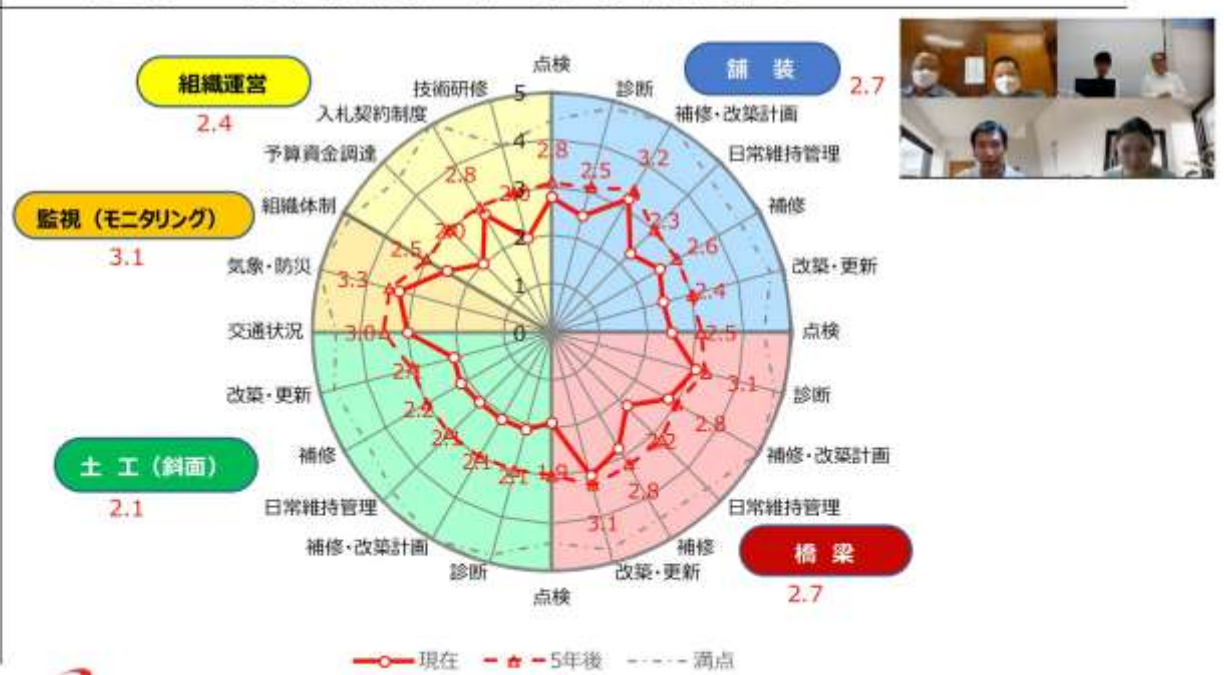 組織運営
2.4
監視（モニタリング）
3.1
土 工（斜面）
2.1
舗 装
2.7
橋 梁
2.7
点検
診断
補修・改築計画
日常維持管理
補修
改築・更新
点検
診断
補修・改築計画
日常維持管理
補修
改築・更新
点検
診断
補修・改築計画
日常維持管理
補修
改築・更新
交通状況
気象・防災
組織体制
予算資金調達
入札契約制度
技術研修
5
4
3
2
1
0
2.8
2.5
3.2
2.3
2.6
2.4
2.5
3.1
2.8
2.2
2.8
3.1
1.9
2.1
2.1
2.1
2.2
2.1
3.0
3.3
2.5
2.0
2.8
現在
5年後
満点